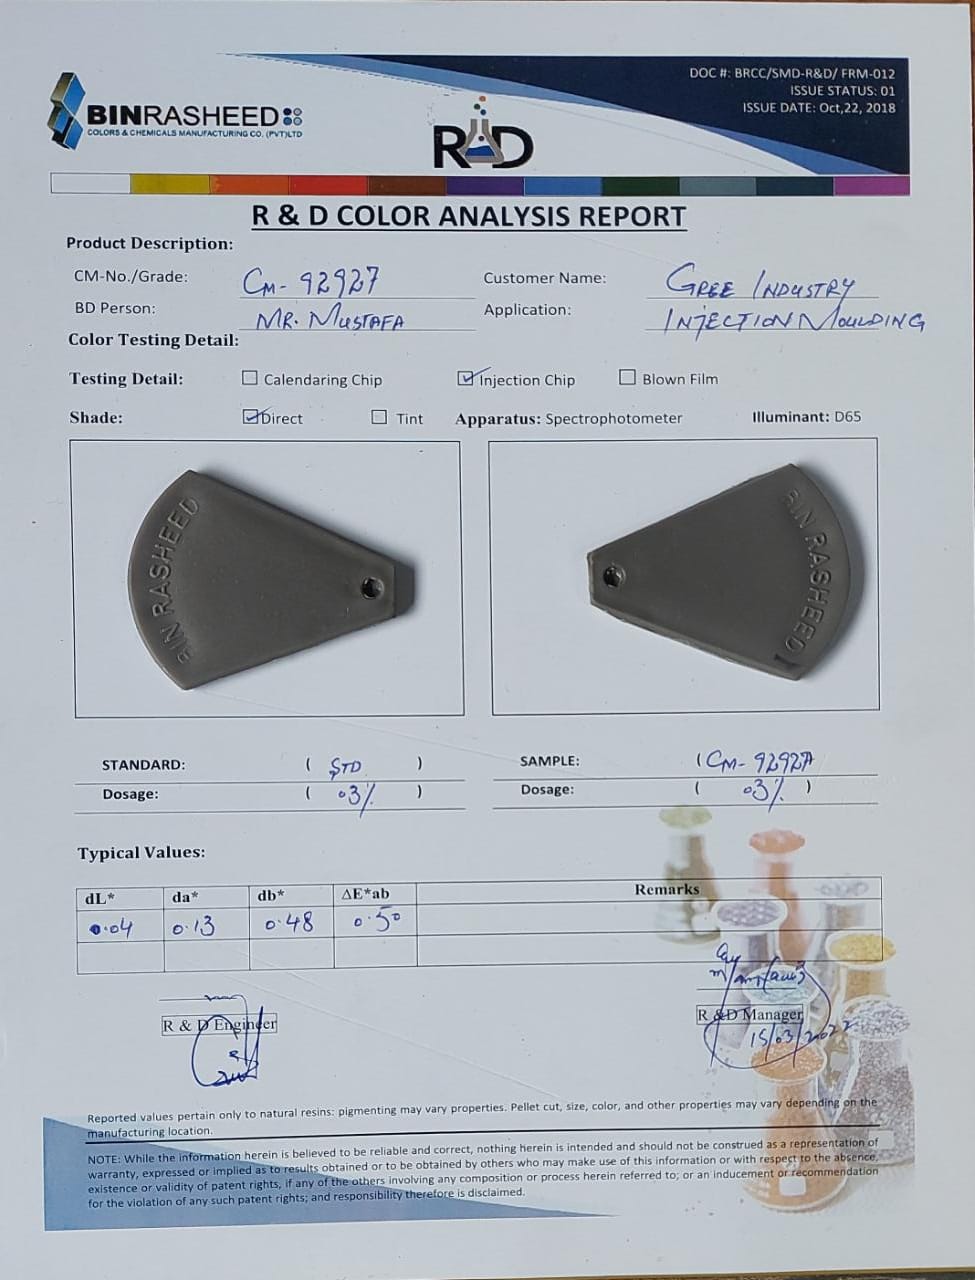 BINRASHEED
COLORS & CHEMICALS MANUFACTURING CO. (PVT)LTD
R&D
DOC #: BRCC/SMD-R&D/ FRM-012
ISSUE STATUS: 01
ISSUE DATE: Oct,22, 2018
R & D COLOR ANALYSIS REPORT
Product Description:
CM-No./Grade: CM- 92927 Customer Name: GREE INDUSTRY
BD Person: MR. MUSTAFA Application: INJECTION MOULDING
Color Testing Detail:
Testing Detail: Calendaring Chip Injection Chip Blown Film
Shade: Direct Tint Apparatus: Spectrophotometer Illuminant: D65
BIN RASHEED
BIN RASHEED
STANDARD: ( STD ) SAMPLE: ( CM- 92927A
Dosage: ( 03% ) Dosage: ( 03% )
Typical Values:
dL* da* db* ΔE*ab Remarks
0.04 0.13 0.48 0.50
R & D Engineer
R & D Manager
15/03/2022
Reported values pertain only to natural resins: pigmenting may vary properties. Pellet cut, size, color, and other properties may vary depending on the
manufacturing location.
NOTE: While the information herein is believed to be reliable and correct, nothing herein is intended and should not be construed as a representation of
warranty, expressed or implied as to results obtained or to be obtained by others who may make use of this information or with respect to the absence,
existence or validity of patent rights, if any of the others involving any composition or process herein referred to; or an inducement or recommendation
for the violation of any such patent rights; and responsibility therefore is disclaimed.